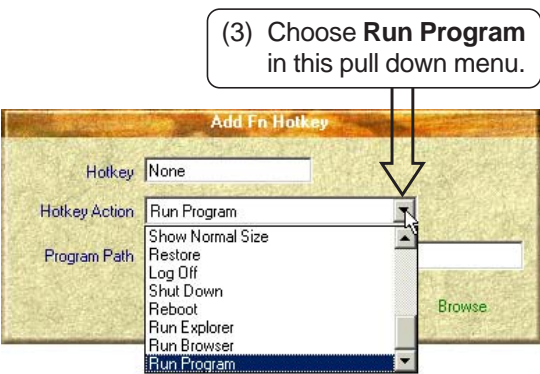 (3) Choose Run Program
in this pull down menu.
Add Fn Hotkey
Hotkey None
Hotkey Action Run Program
Show Normal Size
Program Path Restore
Log Off
Shut Down
Reboot Browse
Run Explorer
Run Browser
Run Program